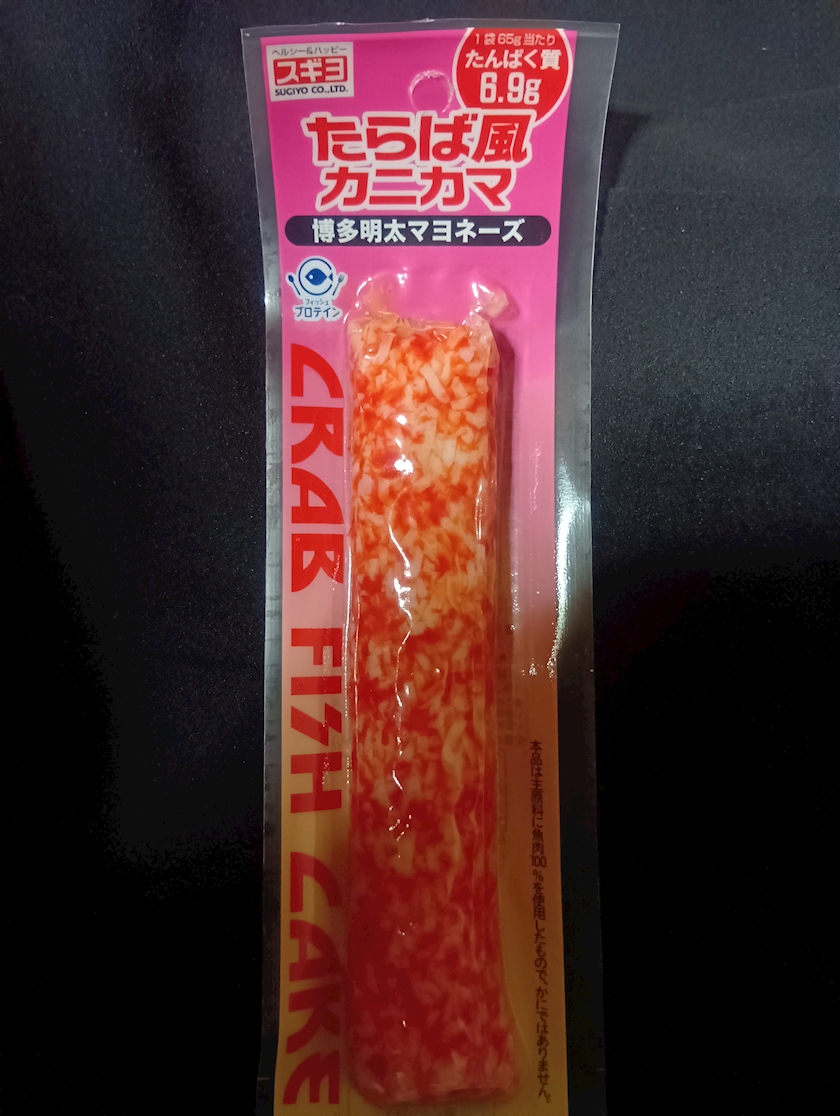 ヘルシー&ハッピー
スギヨ
SUGIYO CO.,LTD.
1袋65g当たり
たんぱく質
6.9g
たらば風
カニカマ
博多明太マヨネーズ
フィッシュ
プロテイン
CRAB FISH CAKE
本品は主原料に魚肉100%を使用したもので、かにではありません。